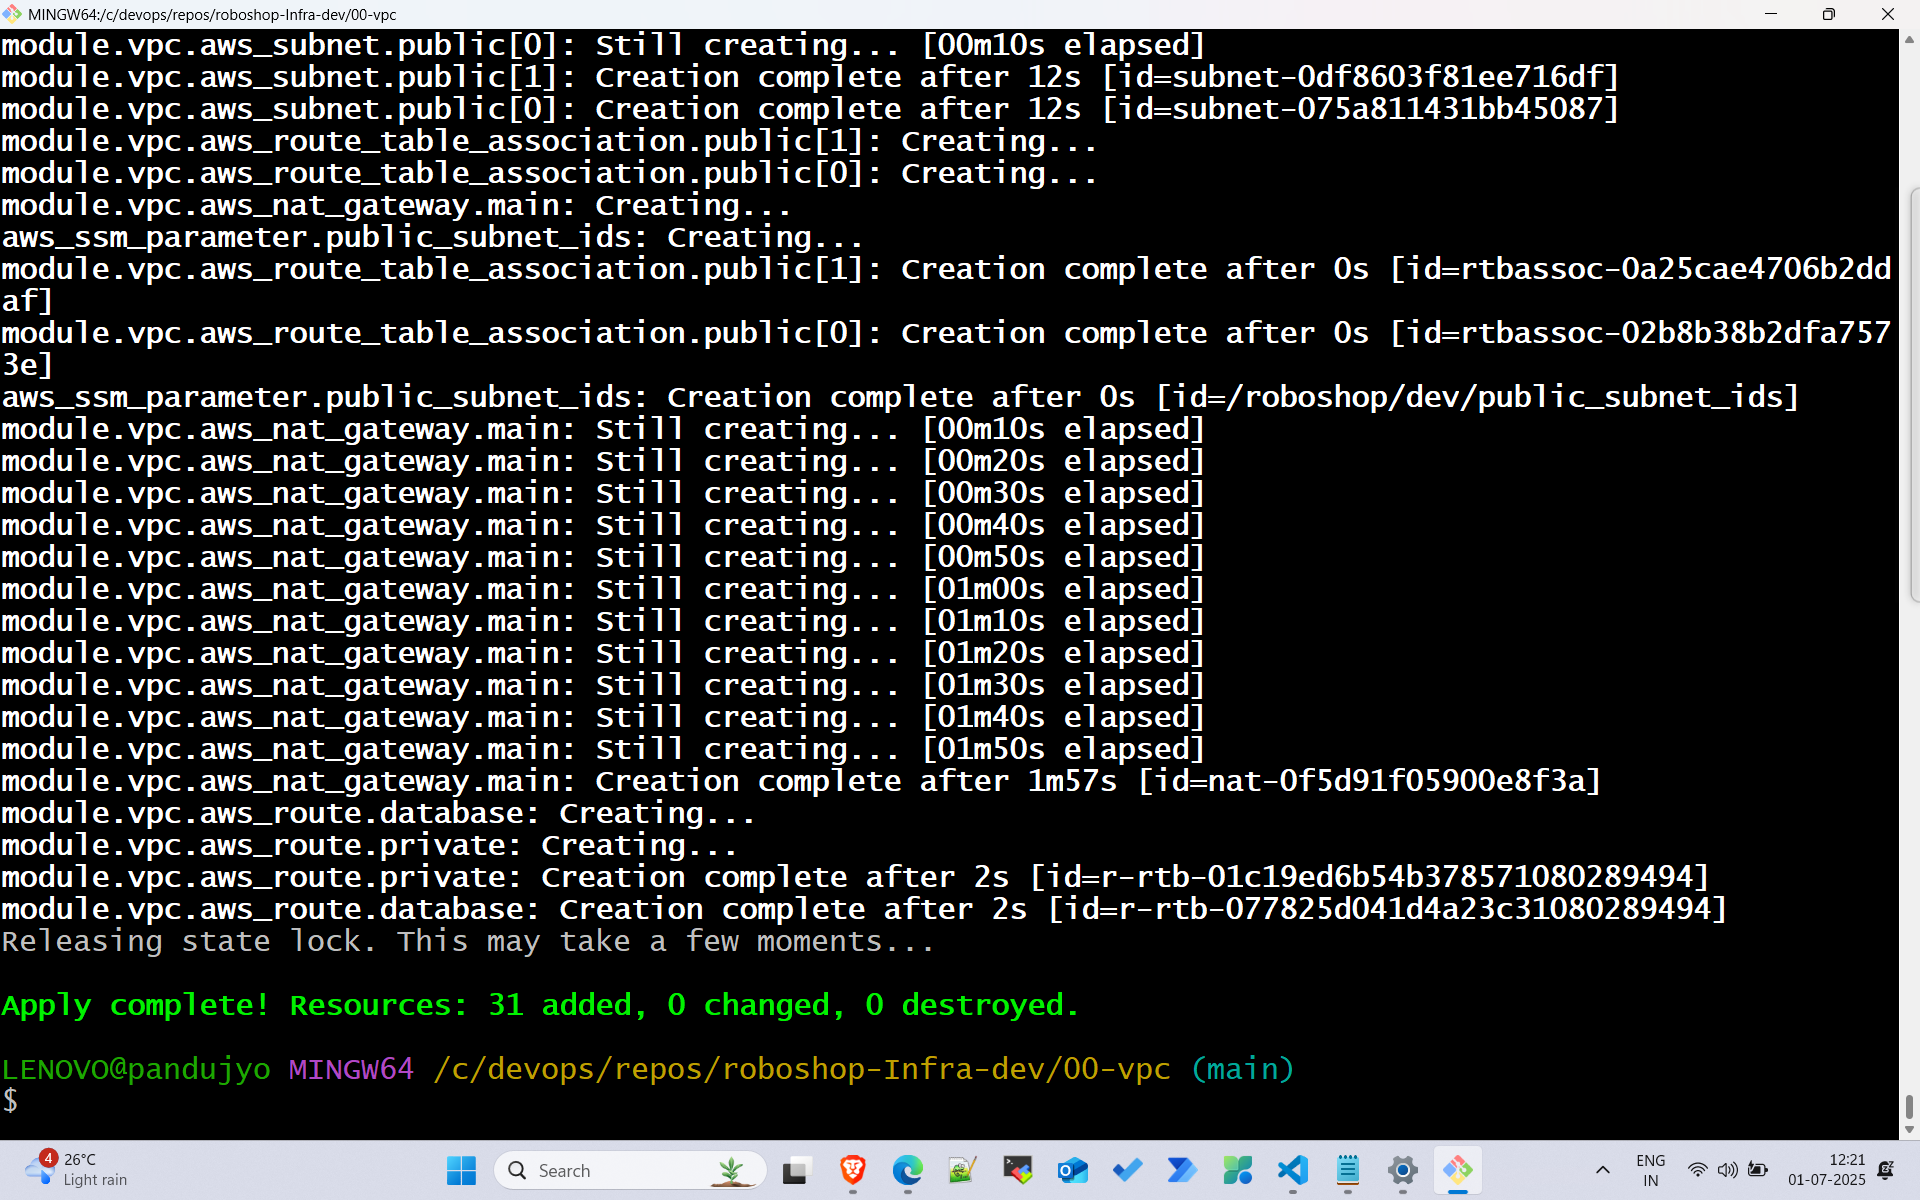 MINGW64:/c/devops/repos/roboshop-Infra-dev/00-vpc
module.vpc.aws_subnet.public[0]: Still creating... [00m10s elapsed]
module.vpc.aws_subnet.public[1]: Creation complete after 12s [id=subnet-0df8603f81ee716df]
module.vpc.aws_subnet.public[0]: Creation complete after 12s [id=subnet-075a811431bb45087]
module.vpc.aws_route_table_association.public[1]: Creating...
module.vpc.aws_route_table_association.public[0]: Creating...
module.vpc.aws_nat_gateway.main: Creating...
aws_ssm_parameter.public_subnet_ids: Creating...
module.vpc.aws_route_table_association.public[1]: Creation complete after 0s [id=rtbassoc-0a25cae4706b2dd
af]
module.vpc.aws_route_table_association.public[0]: Creation complete after 0s [id=rtbassoc-02b8b38b2dfa757
3e]
aws_ssm_parameter.public_subnet_ids: Creation complete after 0s [id=/roboshop/dev/public_subnet_ids]
module.vpc.aws_nat_gateway.main: Still creating... [00m10s elapsed]
module.vpc.aws_nat_gateway.main: Still creating... [00m20s elapsed]
module.vpc.aws_nat_gateway.main: Still creating... [00m30s elapsed]
module.vpc.aws_nat_gateway.main: Still creating... [00m40s elapsed]
module.vpc.aws_nat_gateway.main: Still creating... [00m50s elapsed]
module.vpc.aws_nat_gateway.main: Still creating... [01m00s elapsed]
module.vpc.aws_nat_gateway.main: Still creating... [01m10s elapsed]
module.vpc.aws_nat_gateway.main: Still creating... [01m20s elapsed]
module.vpc.aws_nat_gateway.main: Still creating... [01m30s elapsed]
module.vpc.aws_nat_gateway.main: Still creating... [01m40s elapsed]
module.vpc.aws_nat_gateway.main: Still creating... [01m50s elapsed]
module.vpc.aws_nat_gateway.main: Creation complete after 1m57s [id=nat-0f5d91f05900e8f3a]
module.vpc.aws_route.database: Creating...
module.vpc.aws_route.private: Creating...
module.vpc.aws_route.private: Creation complete after 2s [id=r-rtb-01c19ed6b54b378571080289494]
module.vpc.aws_route.database: Creation complete after 2s [id=r-rtb-077825d041d4a23c31080289494]
Releasing state lock. This may take a few moments...
Apply complete! Resources: 31 added, 0 changed, 0 destroyed.
LENOVO@pandujyo MINGW64 /c/devops/repos/roboshop-Infra-dev/00-vpc (main)
$
4
26°C
Light rain
Search
ENG
IN
12:21
01-07-2025